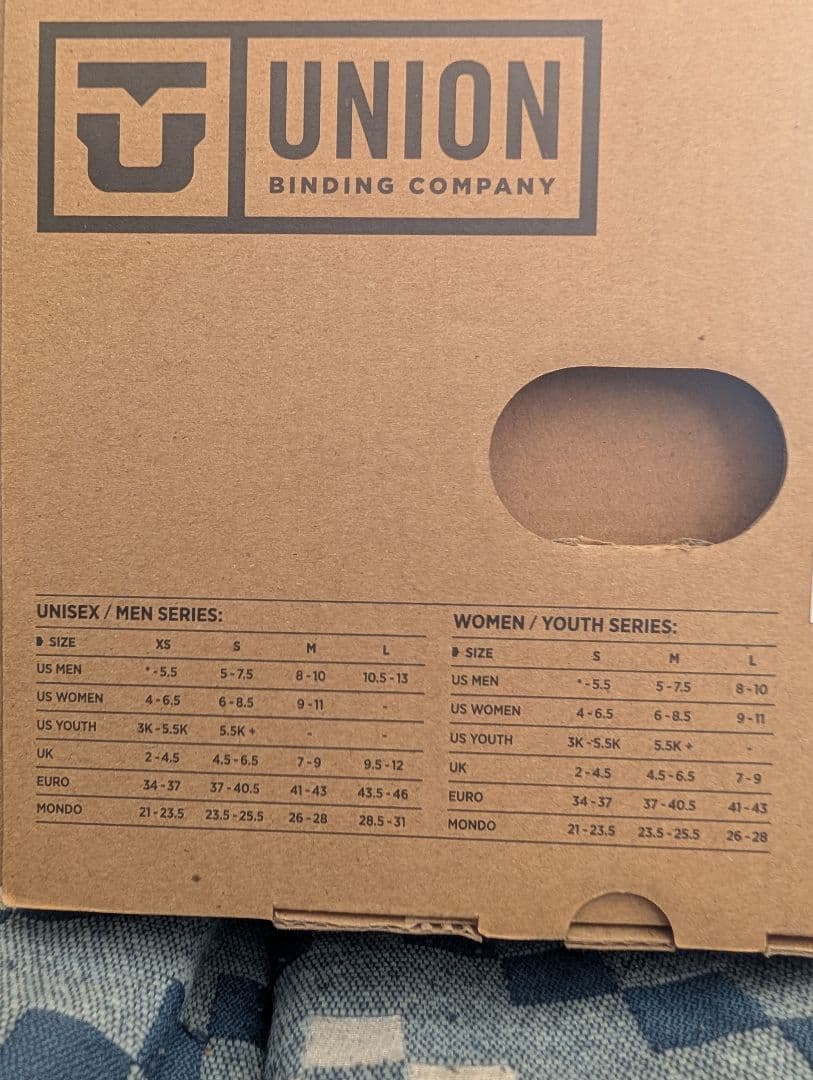 UNION
BINDING COMPANY
UNISEX / MEN SERIES:
SIZE XS S M L
US MEN *-5.5 5-7.5 8-10 10.5-13
US WOMEN 4-6.5 6-8.5 9-11 -
US YOUTH 3K-5.5K 5.5K+ - -
UK 2-4.5 4.5-6.5 7-9 9.5-12
EURO 34-37 37-40.5 41-43 43.5-46
MONDO 21-23.5 23.5-25.5 26-28 28.5-31
WOMEN / YOUTH SERIES:
SIZE S M L
US MEN *-5.5 5-7.5 8-10
US WOMEN 4-6.5 6-8.5 9-11
US YOUTH 3K-5.5K 5.5K+ -
UK 2-4.5 4.5-6.5 7-9
EURO 34-37 37-40.5 41-43
MONDO 21-23.5 23.5-25.5 26-28